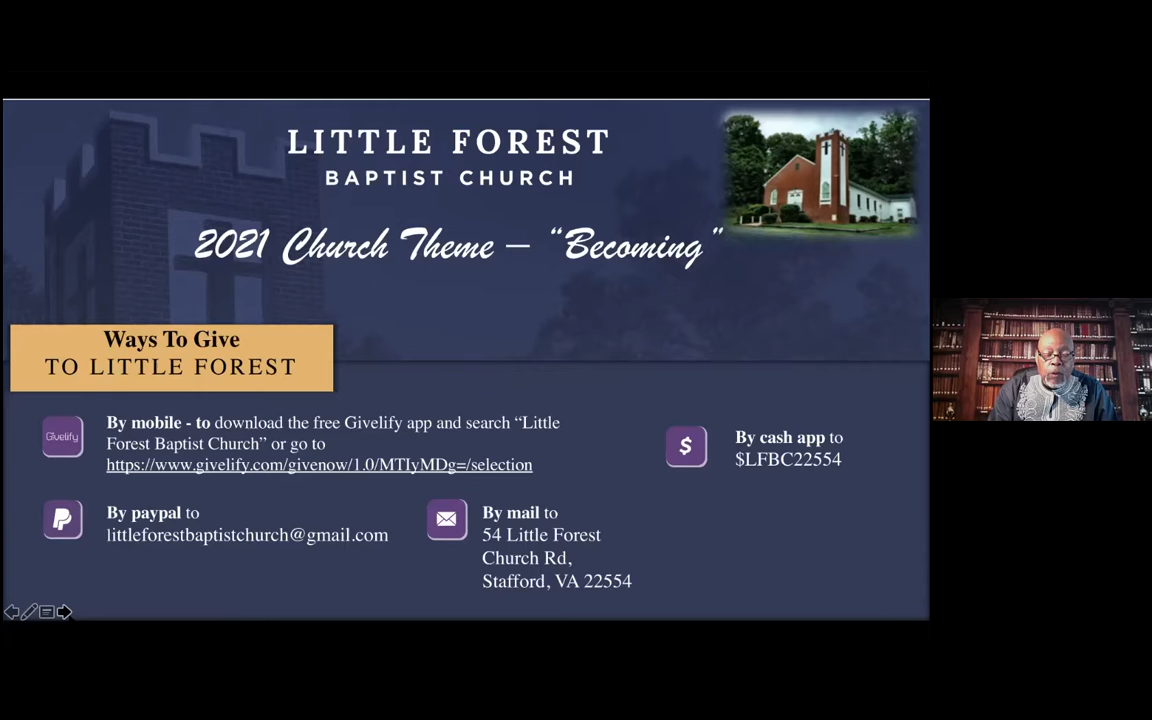 LITTLE FOREST
BAPTIST CHURCH
2021 Church Theme – “Becoming”
Ways To Give
TO LITTLE FOREST
Givelify
By mobile - to download the free Givelify app and search “Little
Forest Baptist Church” or go to
https://www.givelify.com/givenow/1.0/MTIyMDg=/selection
$
By cash app to
$LFBC22554
By paypal to
littleforestbaptistchurch@gmail.com
By mail to
54 Little Forest
Church Rd,
Stafford, VA 22554